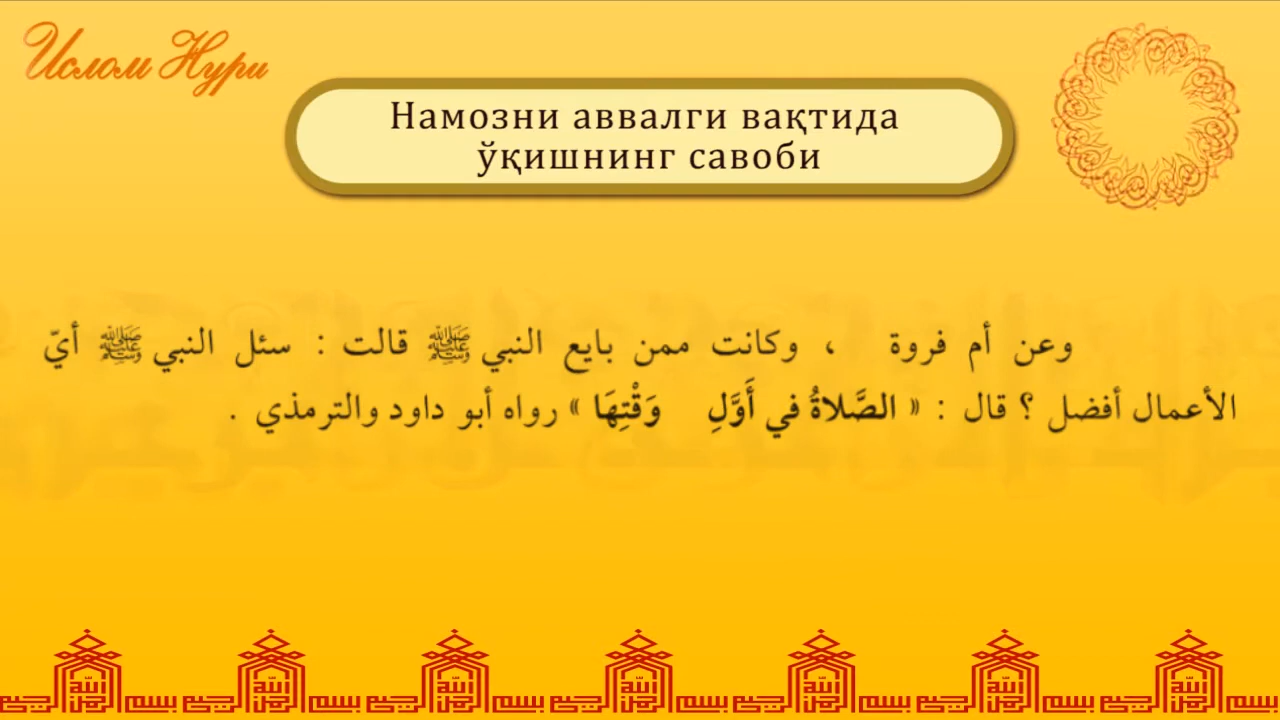 Ислом Нури
Намозни аввалги вақтида
ўқишнинг савоби
وعن أم فروة ، وكانت ممن بايع النبي ﷺ قالت : سئل النبي ﷺ أيّ
الأعمال أفضل ؟ قال : « الصَّلاةُ في أَوَّلِ وَقْتِهَا » رواه أبو داود والترمذي .